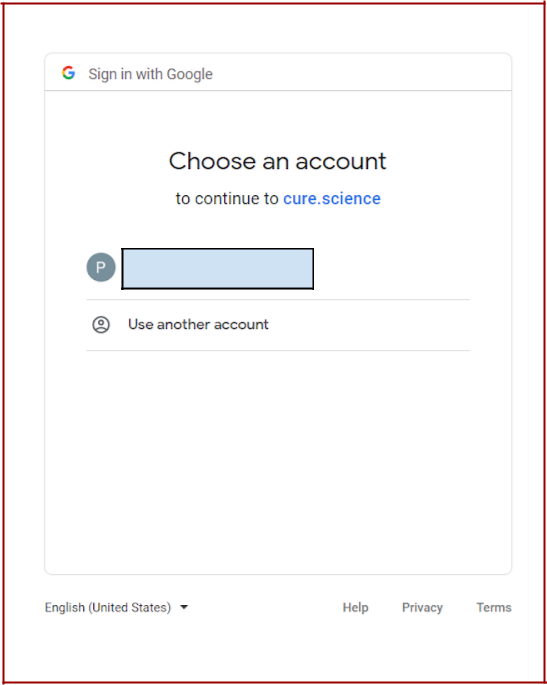 Sign in with Google
Choose an account
to continue to cure.science
P
Use another account
English (United States)
Help Privacy Terms